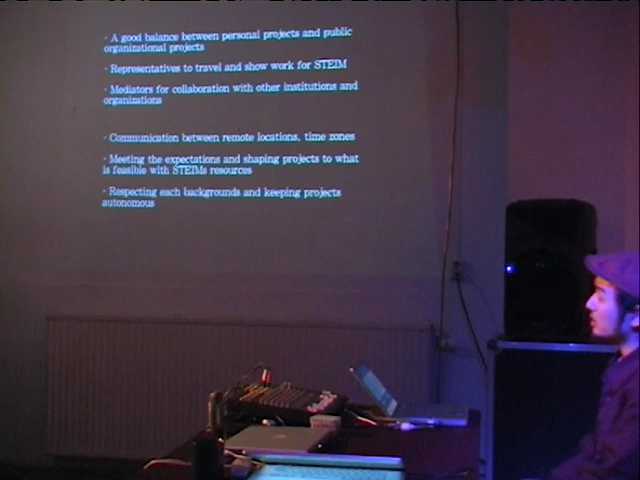 · A good balance between personal projects and public
organizational projects
· Representatives to travel and show work for STEIM
· Mediators for collaboration with other institutions and
organizations
· Communication between remote locations, time zones
· Meeting the expectations and shaping projects to what
is feasible with STEIMs resources
· Respecting each backgrounds and keeping projects
autonomous